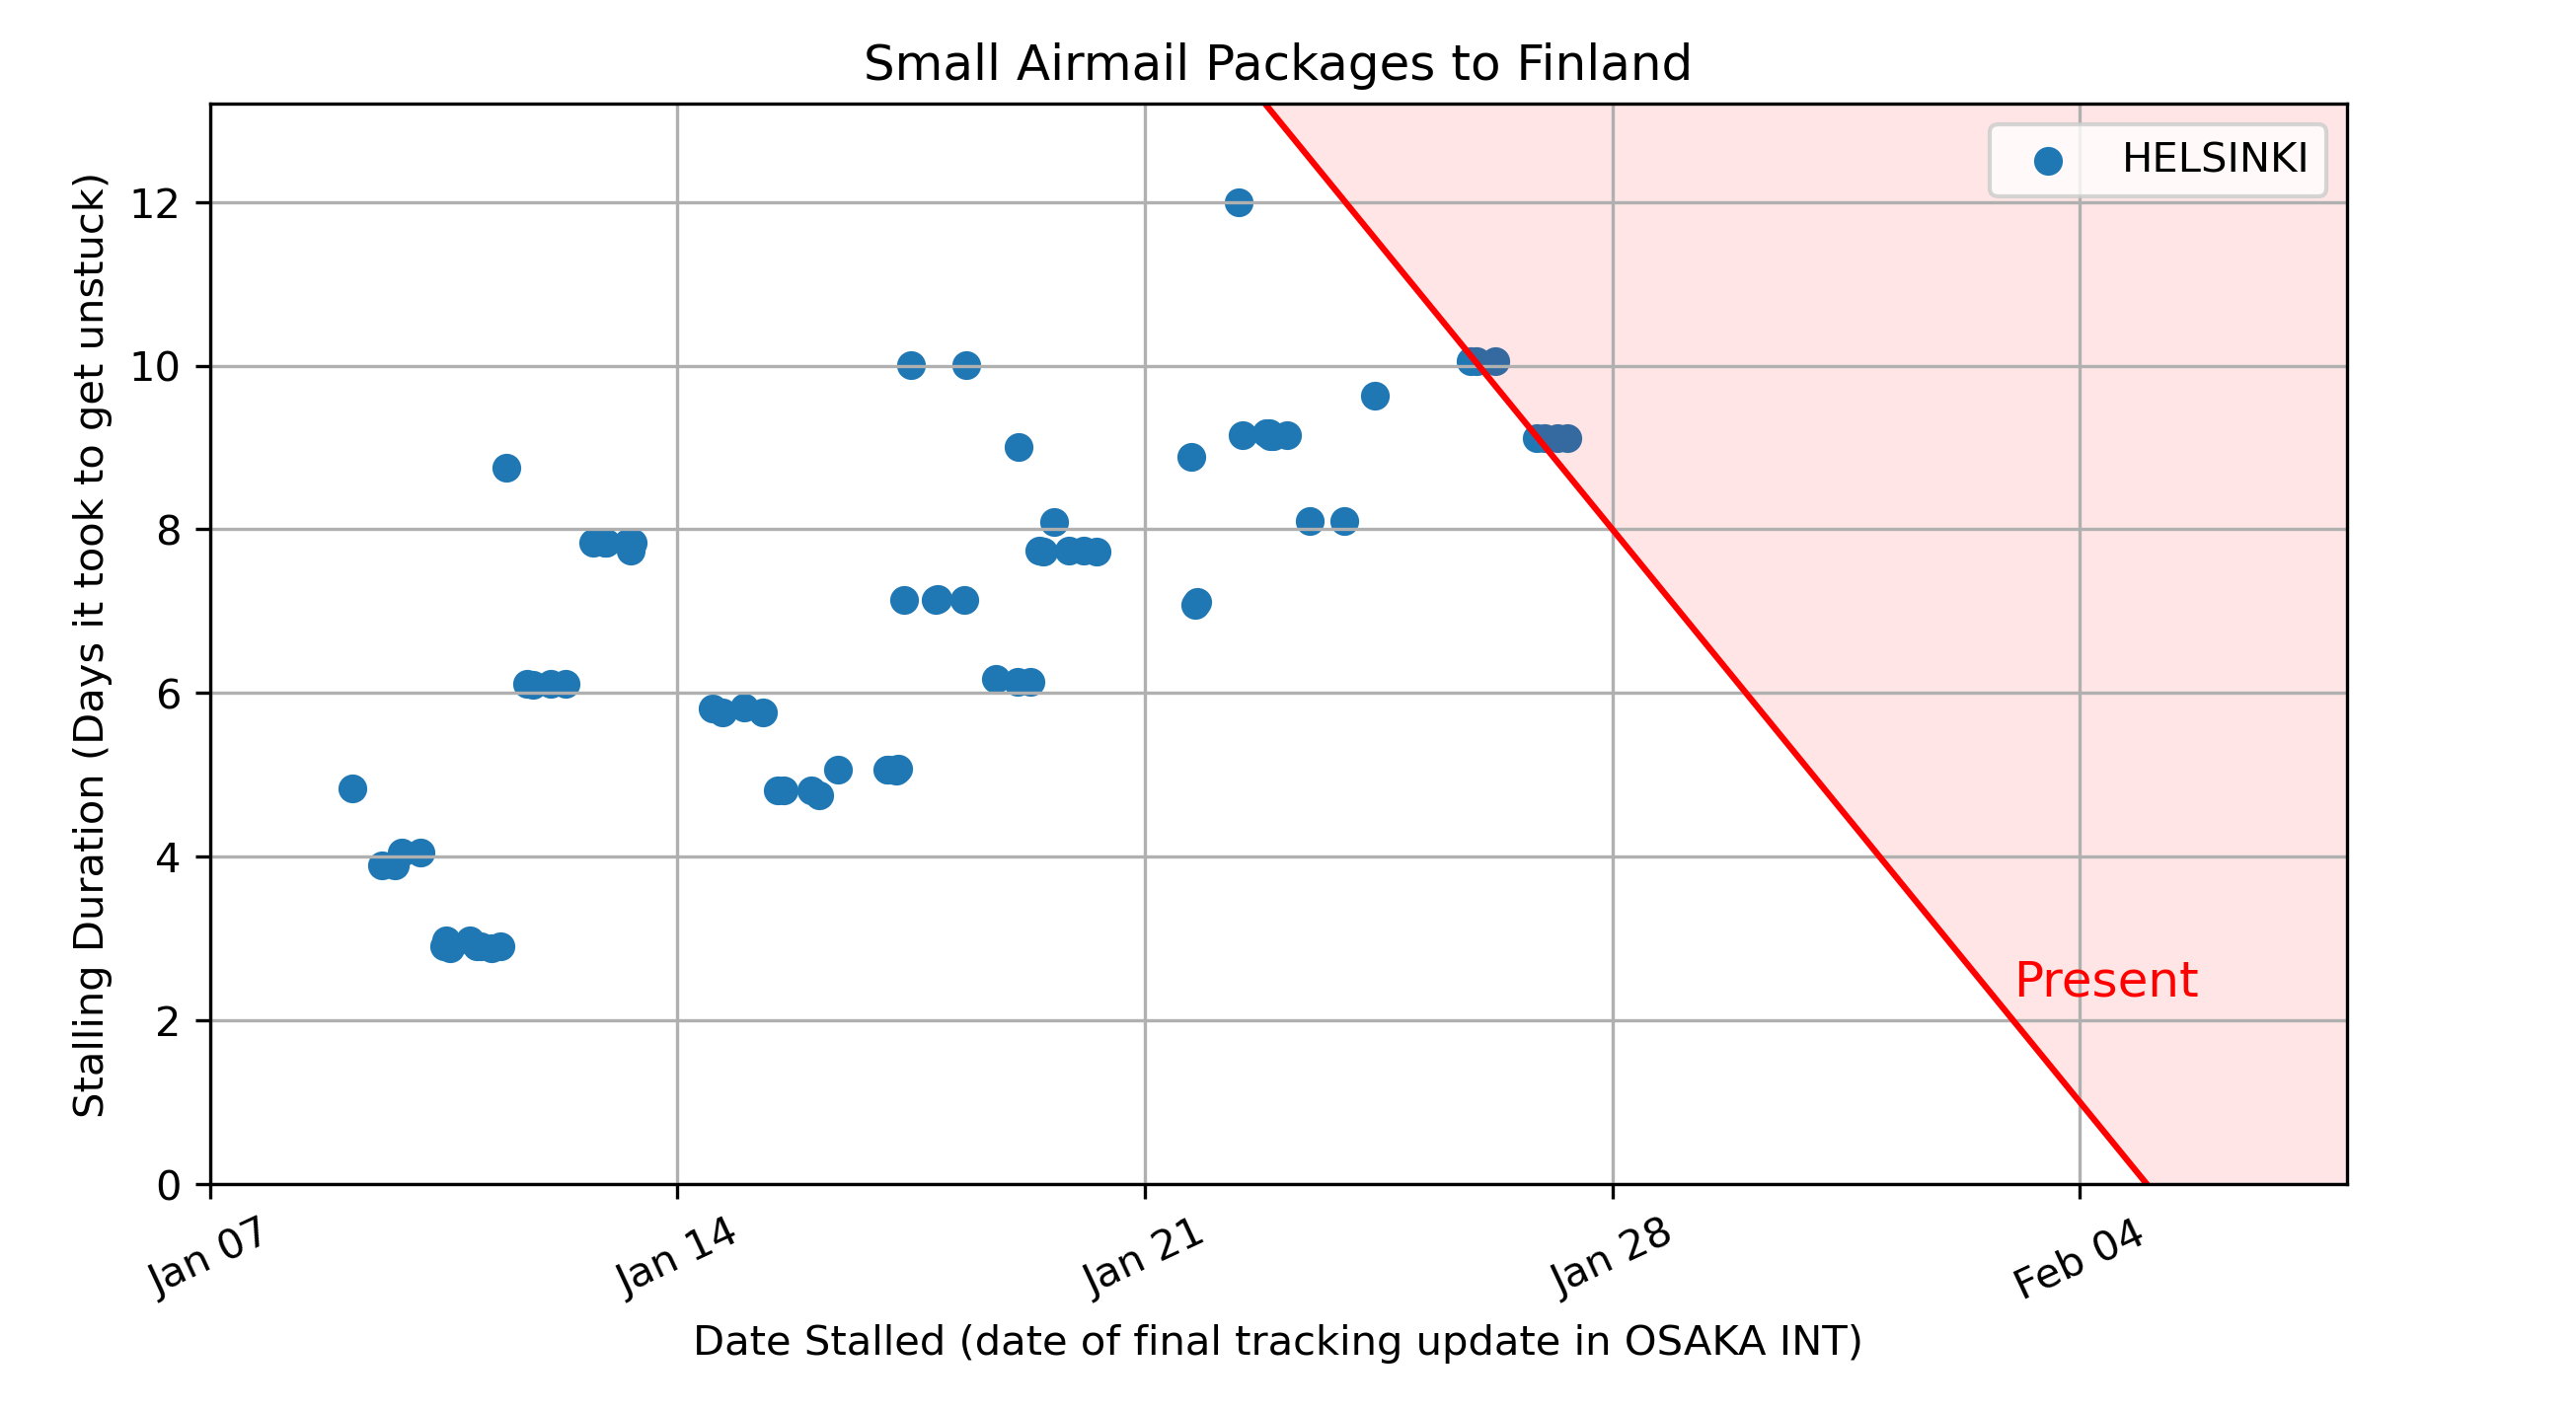 Small Airmail Packages to Finland
HELSINKI
Stalling Duration (Days it took to get unstuck)
12
10
8
6
4
2
0
Present
Jan 07
Jan 14
Jan 21
Jan 28
Feb 04
Date Stalled (date of final tracking update in OSAKA INT)